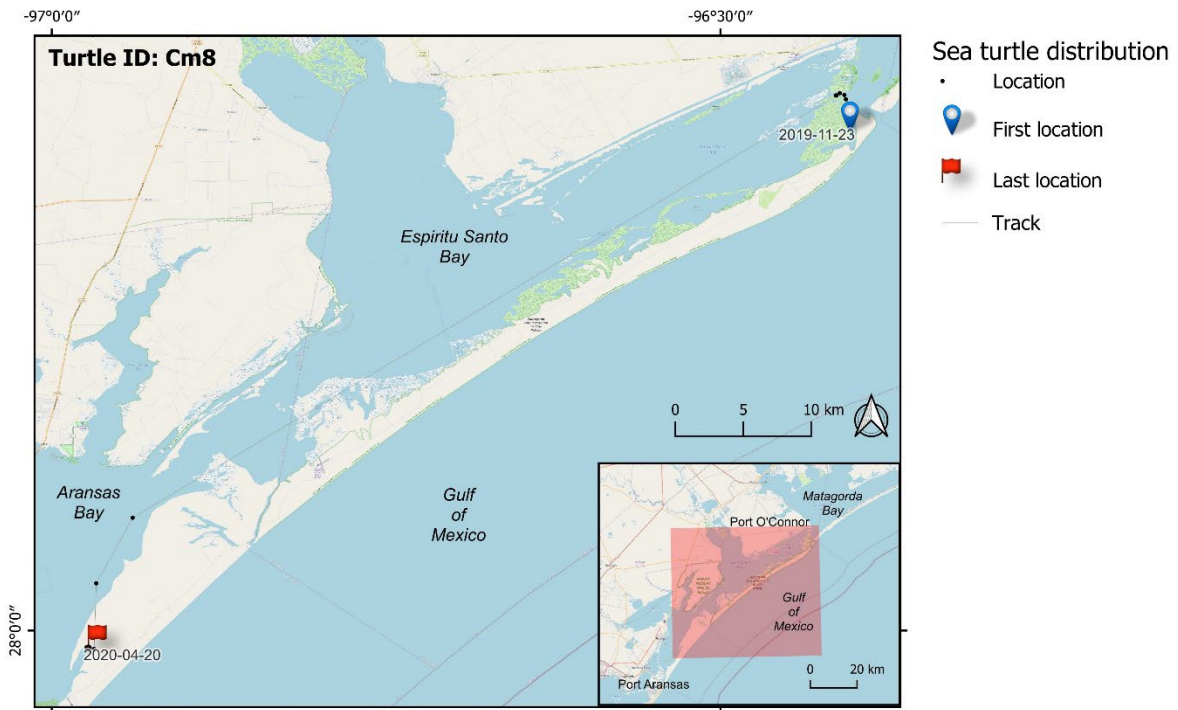 -97°0′0″
-96°30′0″
Turtle ID: Cm8
Sea turtle distribution
Location
First location
Last location
Track
2019-11-23
Espiritu Santo
Bay
0 5 10 km
Aransas
Bay
Gulf
of
Mexico
Matagorda
Bay
Port O'Connor
Gulf
of
Mexico
0 20 km
Port Aransas
28°0′0″
2020-04-20